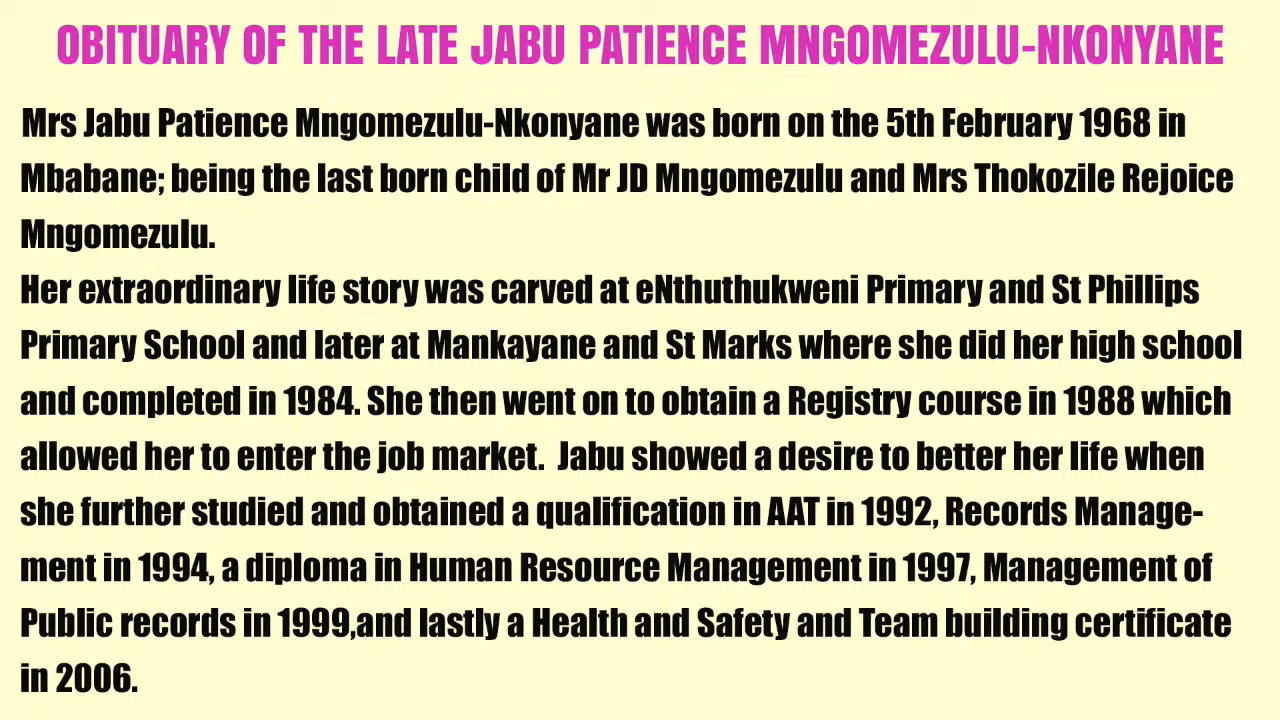 OBITUARY OF THE LATE JABU PATIENCE MNGOMEZULU-NKONYANE
Mrs Jabu Patience Mngomezulu-Nkonyane was born on the 5th February 1968 in
Mbabane; being the last born child of Mr JD Mngomezulu and Mrs Thokozile Rejoice
Mngomezulu.
Her extraordinary life story was carved at eNthuthukweni Primary and St Phillips
Primary School and later at Mankayane and St Marks where she did her high school
and completed in 1984. She then went on to obtain a Registry course in 1988 which
allowed her to enter the job market.  Jabu showed a desire to better her life when
she further studied and obtained a qualification in AAT in 1992, Records Manage-
ment in 1994, a diploma in Human Resource Management in 1997, Management of
Public records in 1999,and lastly a Health and Safety and Team building certificate
in 2006.